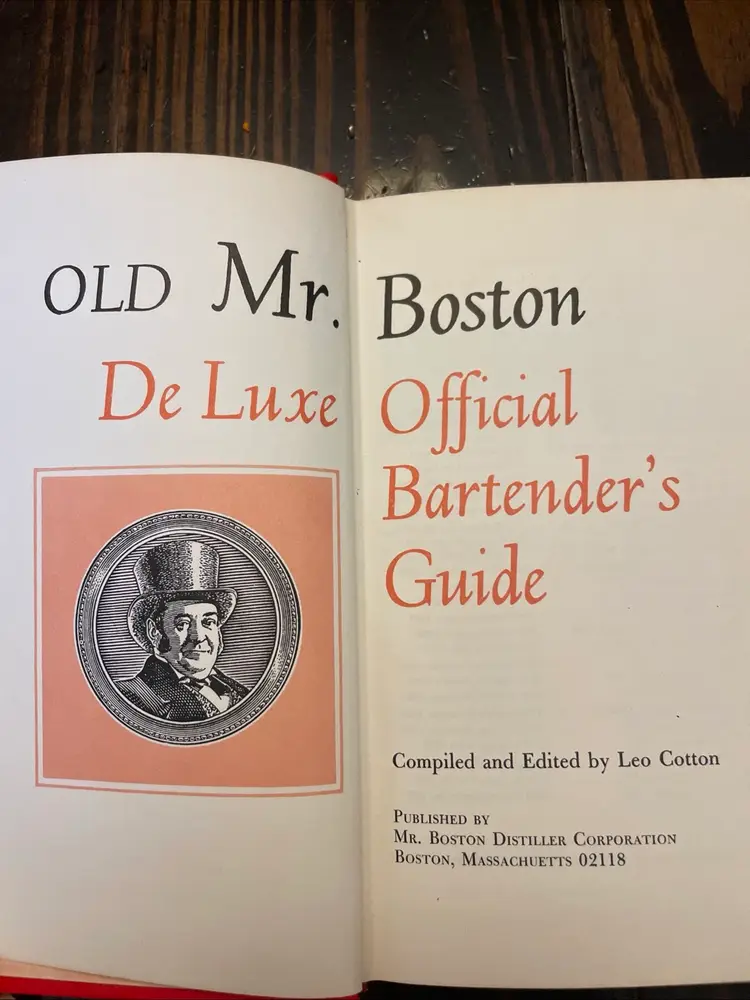 OLD Mr. Boston
De Luxe Official
Bartender's
Guide
Compiled and Edited by Leo Cotton
Published by
Mr. Boston Distiller Corporation
Boston, Massachuetts 02118